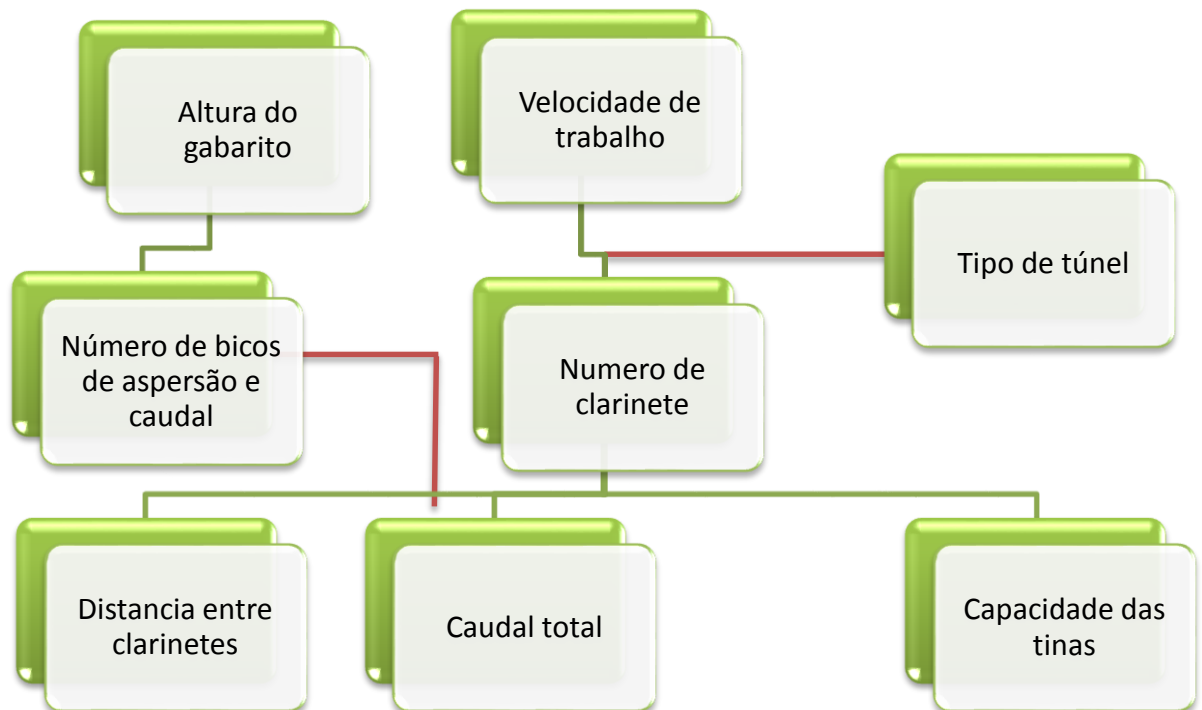 Altura do
gabarito
Velocidade de
trabalho
Tipo de túnel
Número de bicos
de aspersão e
caudal
Numero de
clarinete
Distancia entre
clarinetes
Caudal total
Capacidade das
tinas